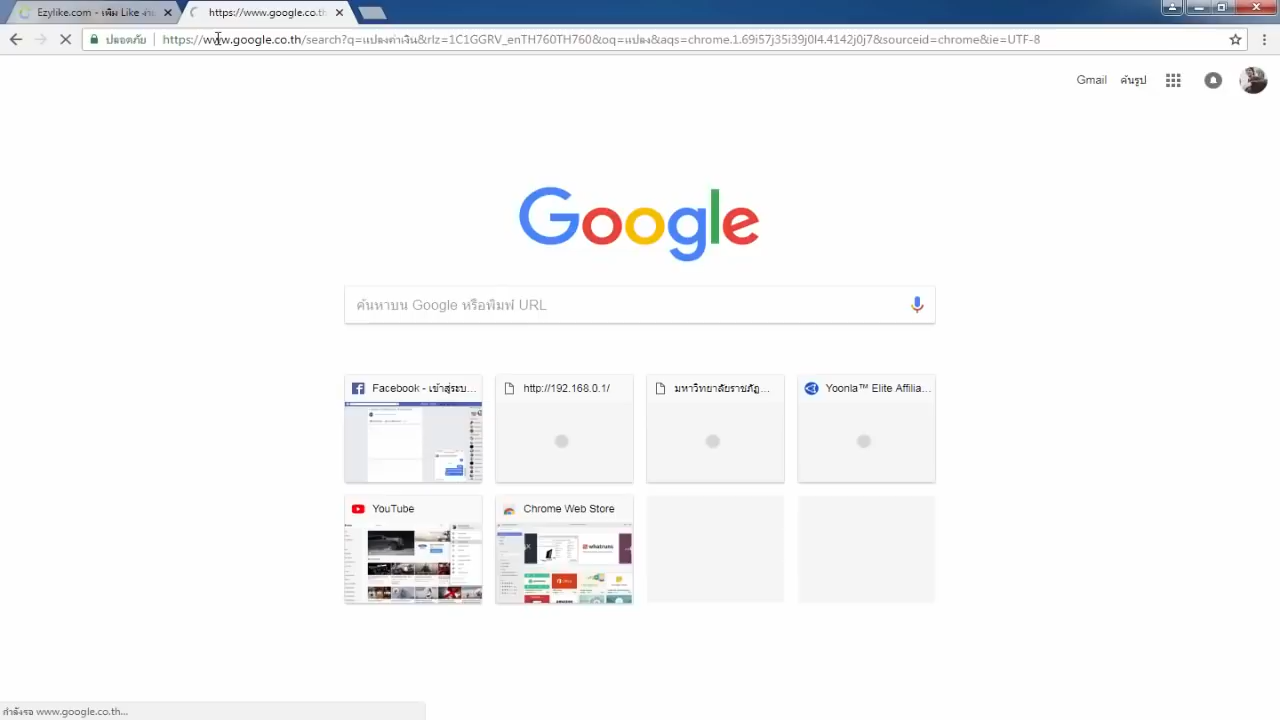 Ezylike.com - เพิ่ม Like ง่าย
https://www.google.co.th
ปลอดภัย
https://www.google.co.th/search?q=แปลงค่าเงิน&rlz=1C1GGRV_enTH760TH760&oq=แปลง&aqs=chrome.1.69i57j35i39j0l4.4142j0j7&sourceid=chrome&ie=UTF-8
Gmail ค้นรูป
Google
ค้นหาบน Google หรือพิมพ์ URL
Facebook - เข้าสู่ระบ...
http://192.168.0.1/
มหาวิทยาลัยราชภัฏ...
Yoonla™ Elite Affilia...
YouTube
Chrome Web Store
กำลังรอ www.google.co.th...